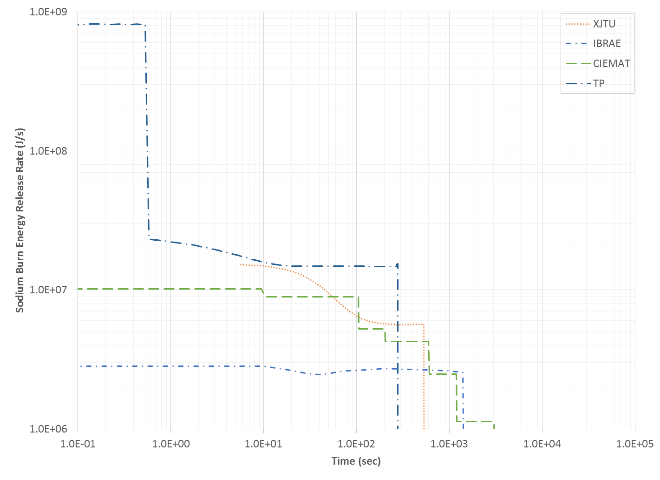 1.0E+09
1.0E+08
1.0E+07
1.0E+06
Sodium Burn Energy Release Rate (J/s)
XJTU
IBRAE
CIEMAT
TP
1.0E-01 1.0E+00 1.0E+01 1.0E+02 1.0E+03 1.0E+04 1.0E+05
Time (sec)